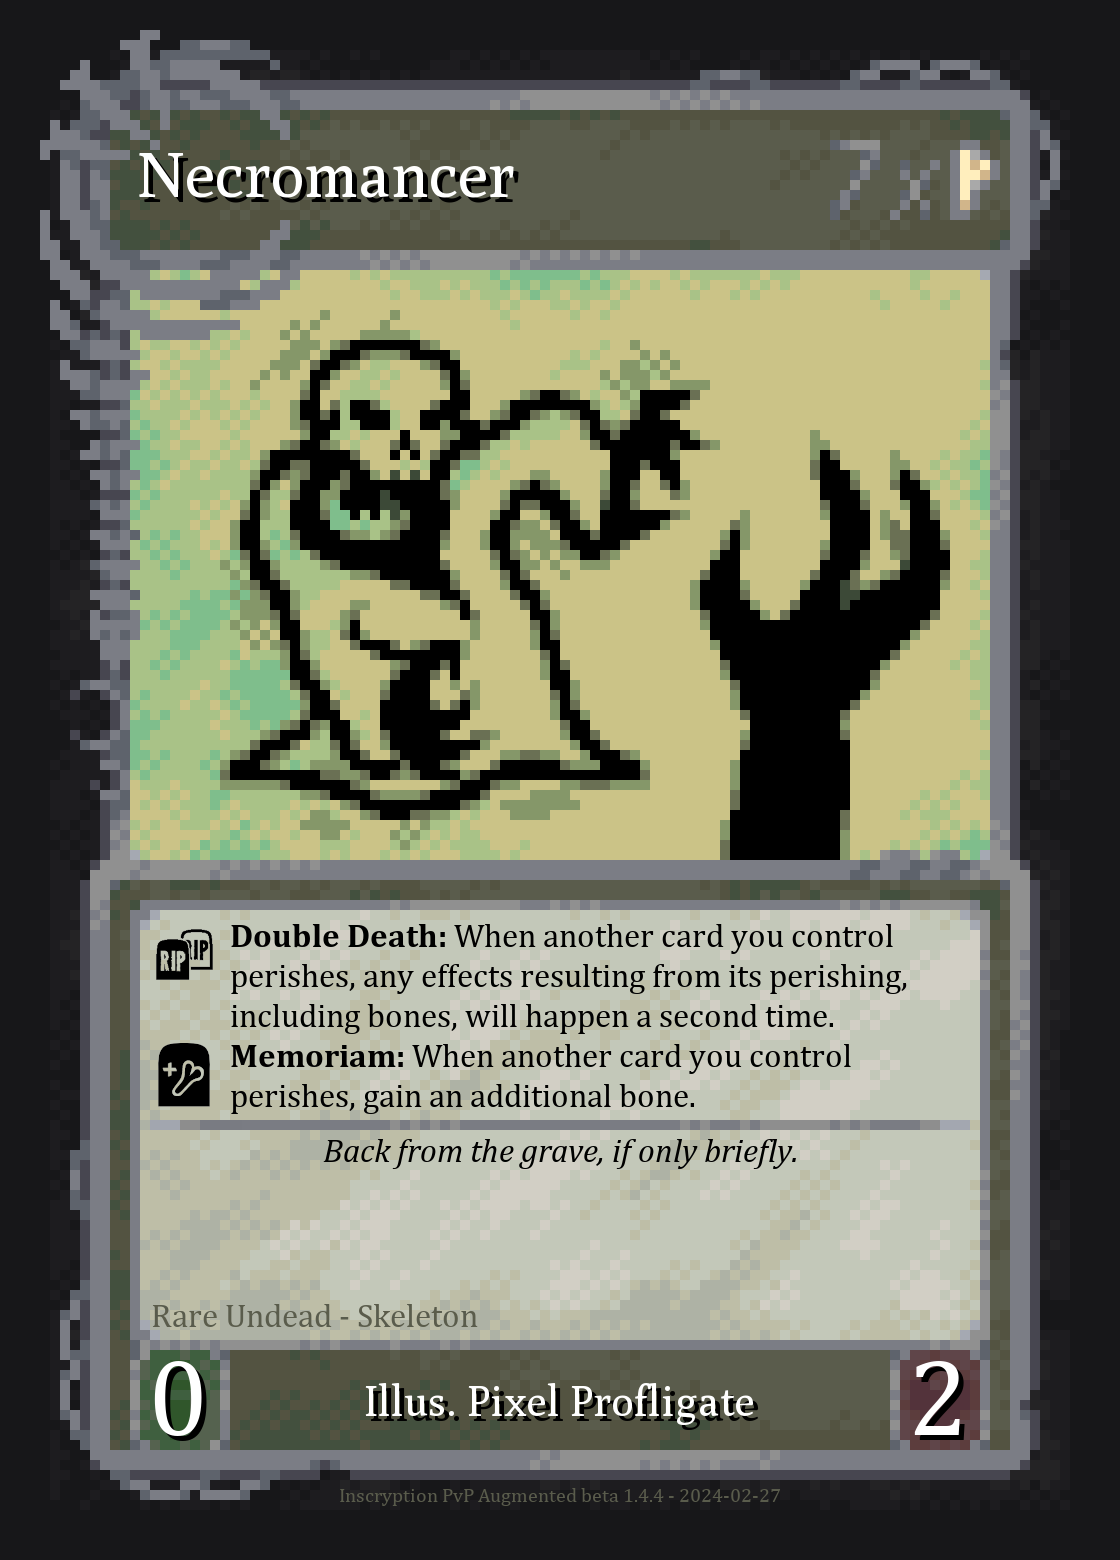 Necromancer 7x
RIP RIP Double Death: When another card you control
perishes, any effects resulting from its perishing,
including bones, will happen a second time.
Memoriam: When another card you control
perishes, gain an additional bone.
Back from the grave, if only briefly.
Rare Undead - Skeleton
0 Illus. Pixel Profligate 2
Inscryption PvP Augmented beta 1.4.4 - 2024-02-27